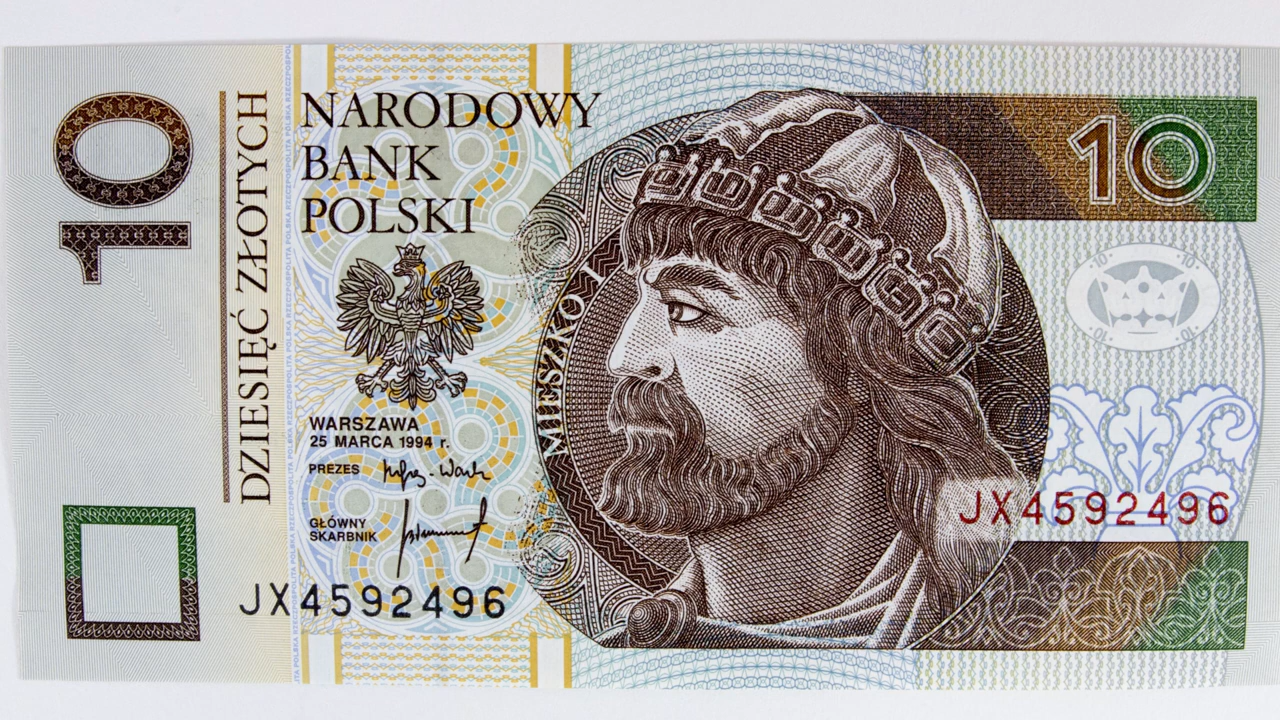 10
DZIESIĘĆ ZŁOTYCH
NARODOWY
BANK
POLSKI
WARSZAWA
25 MARCA 1994 r.
PREZES
GŁÓWNY
SKARBNIK
JX4592496
MIESZKO I
10
JX4592496